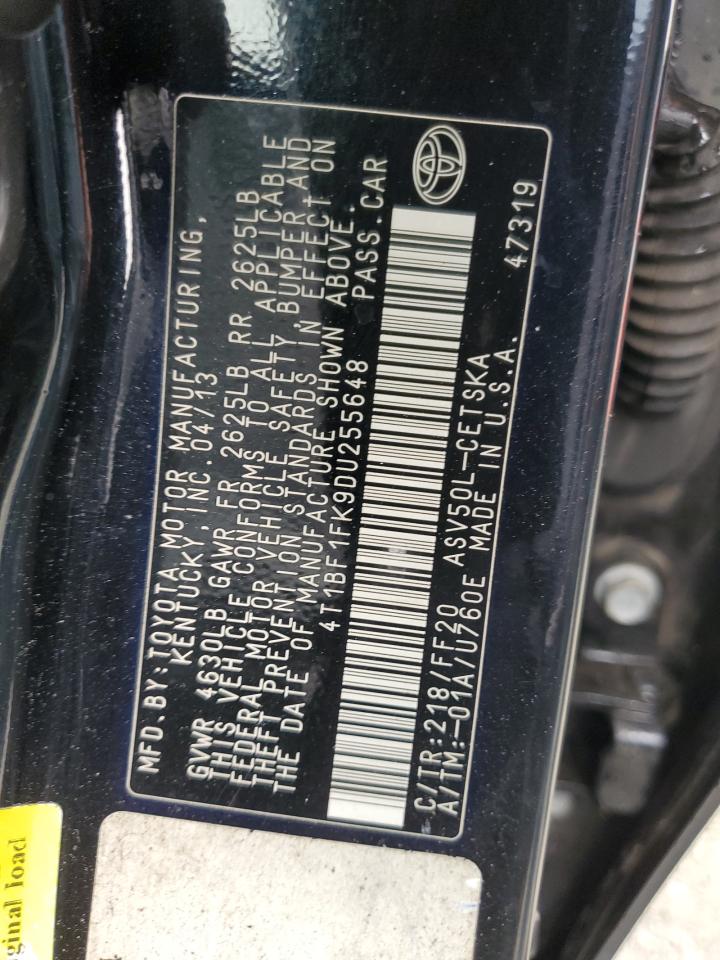 MFD.BY:TOYOTA MOTOR MANUFACTURING,
KENTUCKY, INC.04/13
GVWR 4630LB GAWR FR 2625LB RR 2625LB
THIS VEHICLE CONFORMS TO ALL APPLICABLE
FEDERAL MOTOR VEHICLE SAFETY, BUMPER, AND
THEFT PREVENTION STANDARDS IN EFFECT ON
THE DATE OF MANUFACTURE SHOWN ABOVE.
4T1BF1FK9DU255648 PASS.CAR
C/TR:218/FF20 ASV50L-CETSKA
A/TM:-01A/U760E MADE IN U.S.A. 47319
load